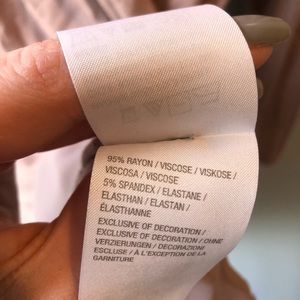 95% RAYON / VISCOSE / VISKOSE /
VISCOSA / VISCOSE
5% SPANDEX / ELASTANE /
ELASTHAN / ELASTAN /
ÉLASTHANNE
EXCLUSIVE OF DECORATION /
EXCLUSIVE OF DECORATION / OHNE
VERZIERUNGEN / DECORAZIONE
ESCLUSE / À L'EXCEPTION DE LA
GARNITURE